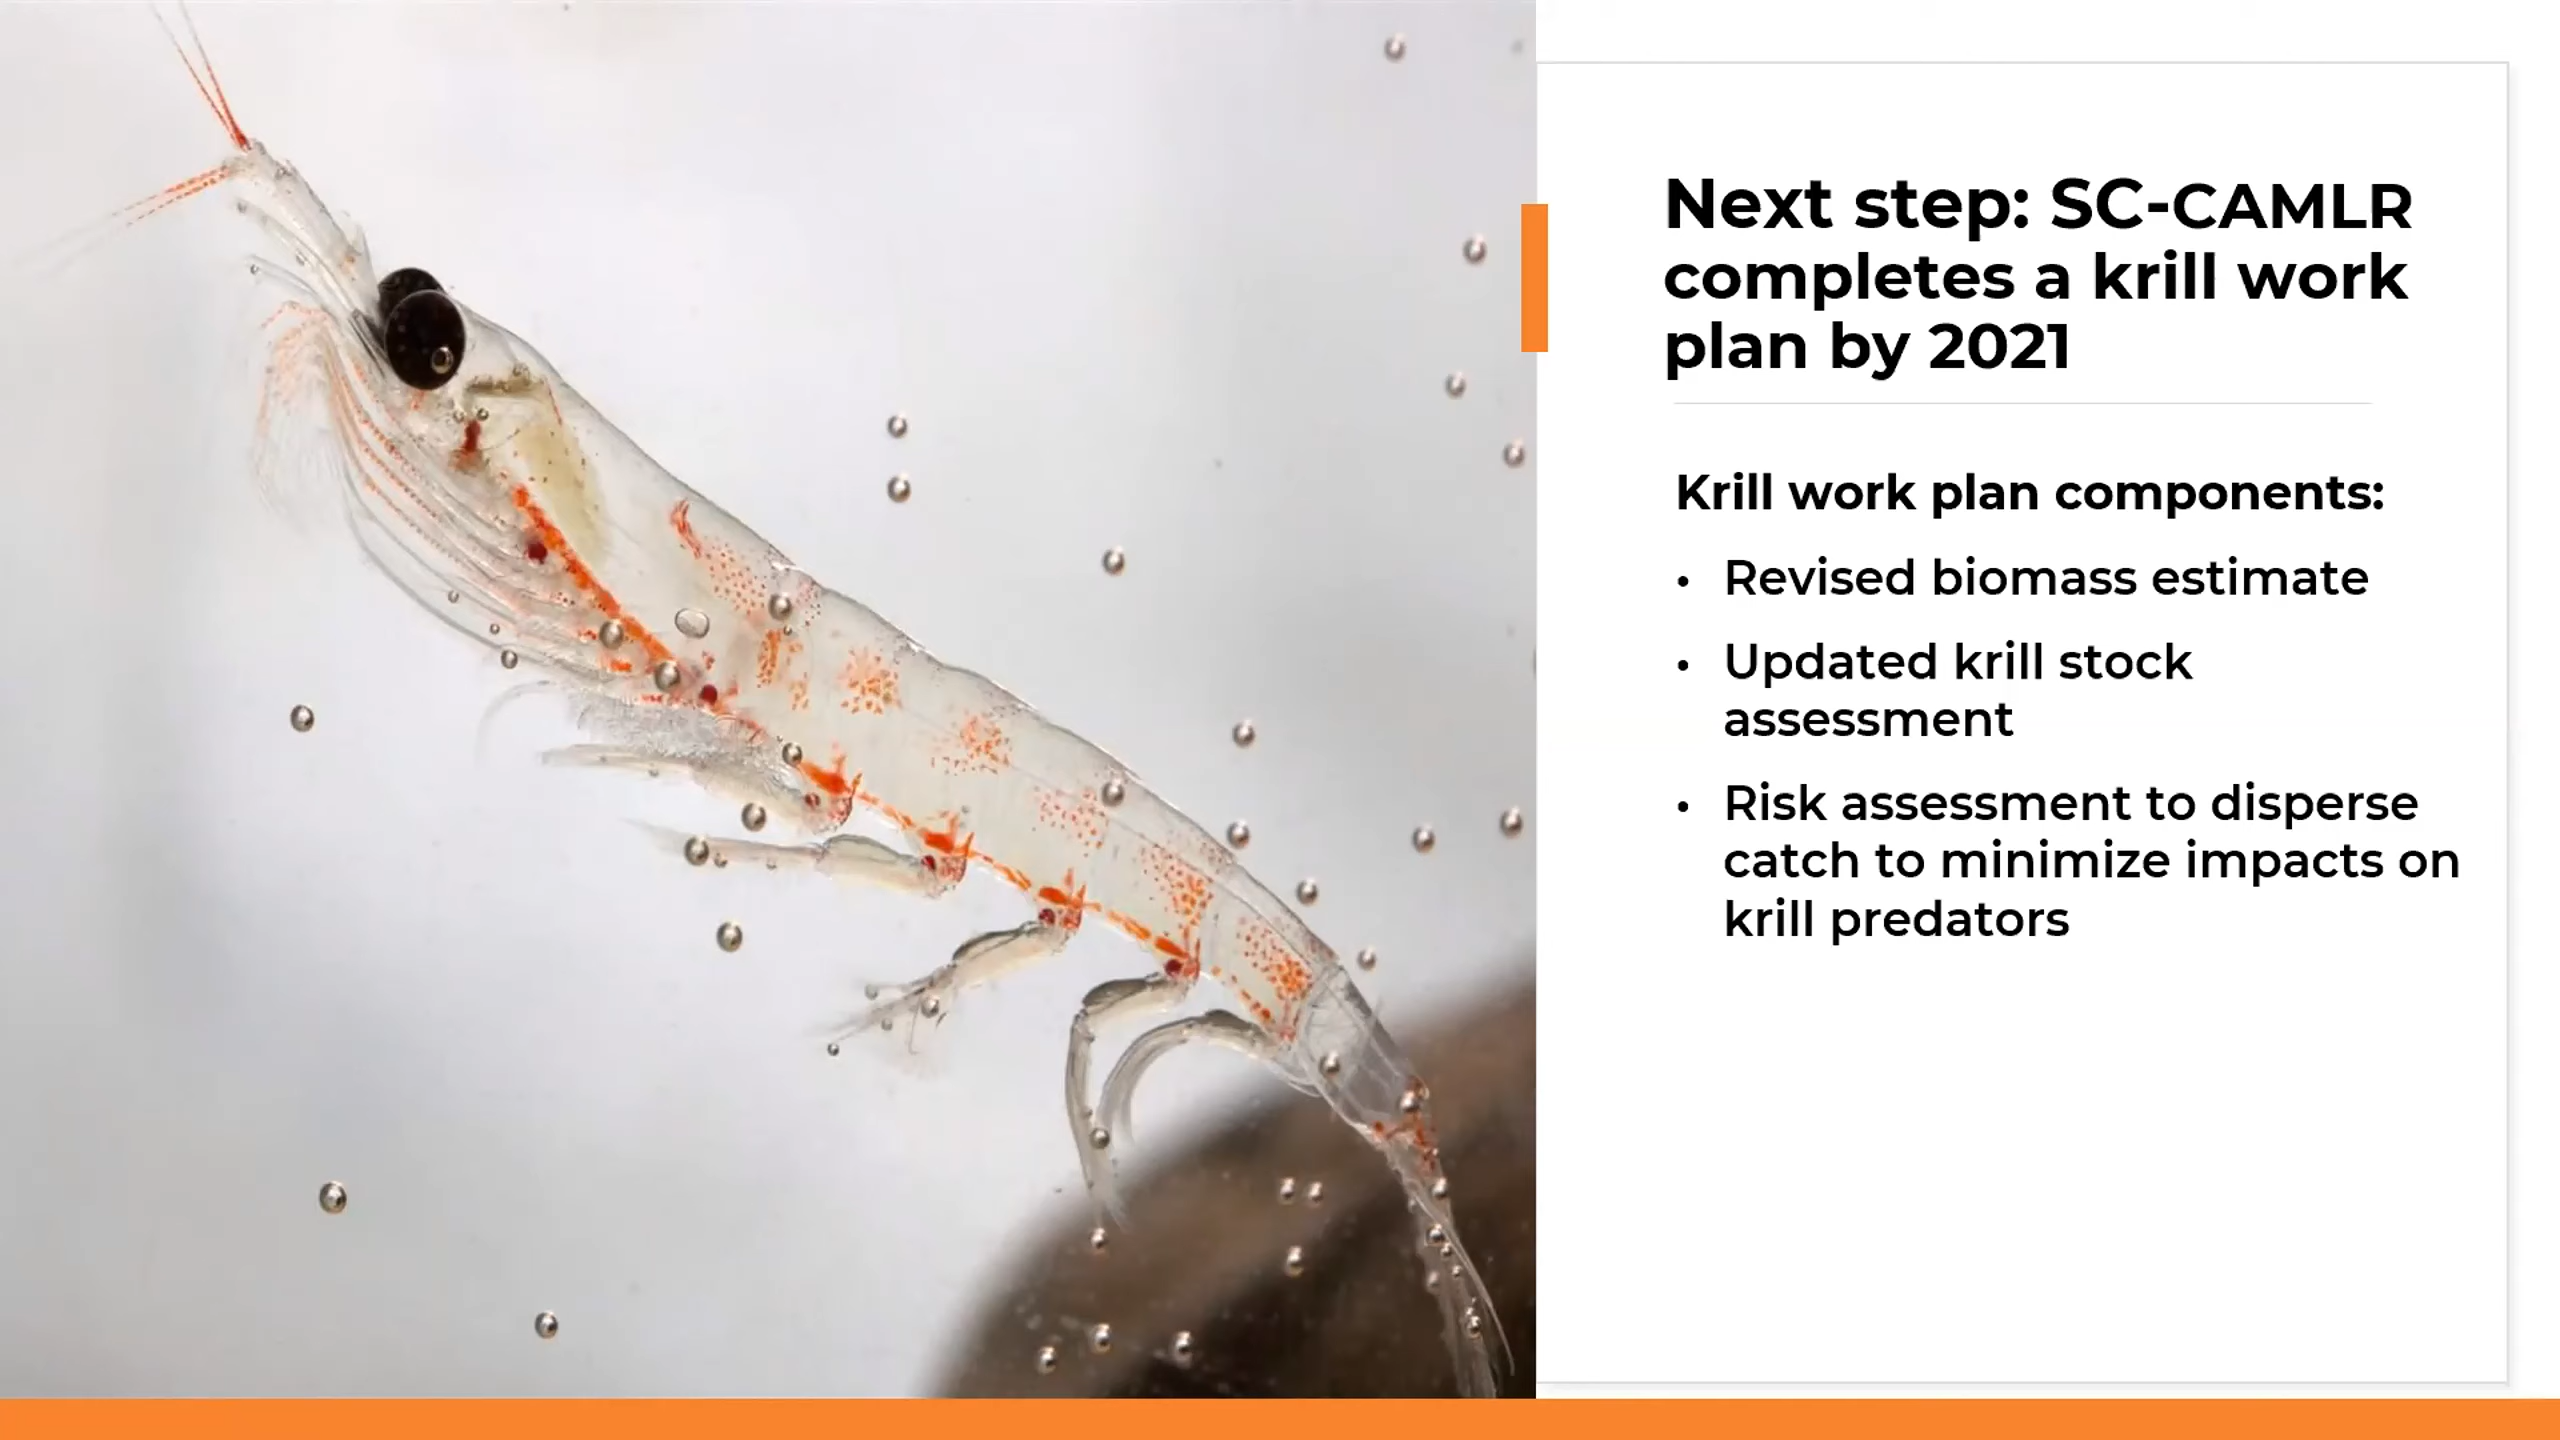 Next step: SC-CAMLR
completes a krill work
plan by 2021
Krill work plan components:
• Revised biomass estimate
• Updated krill stock
assessment
• Risk assessment to disperse
catch to minimize impacts on
krill predators